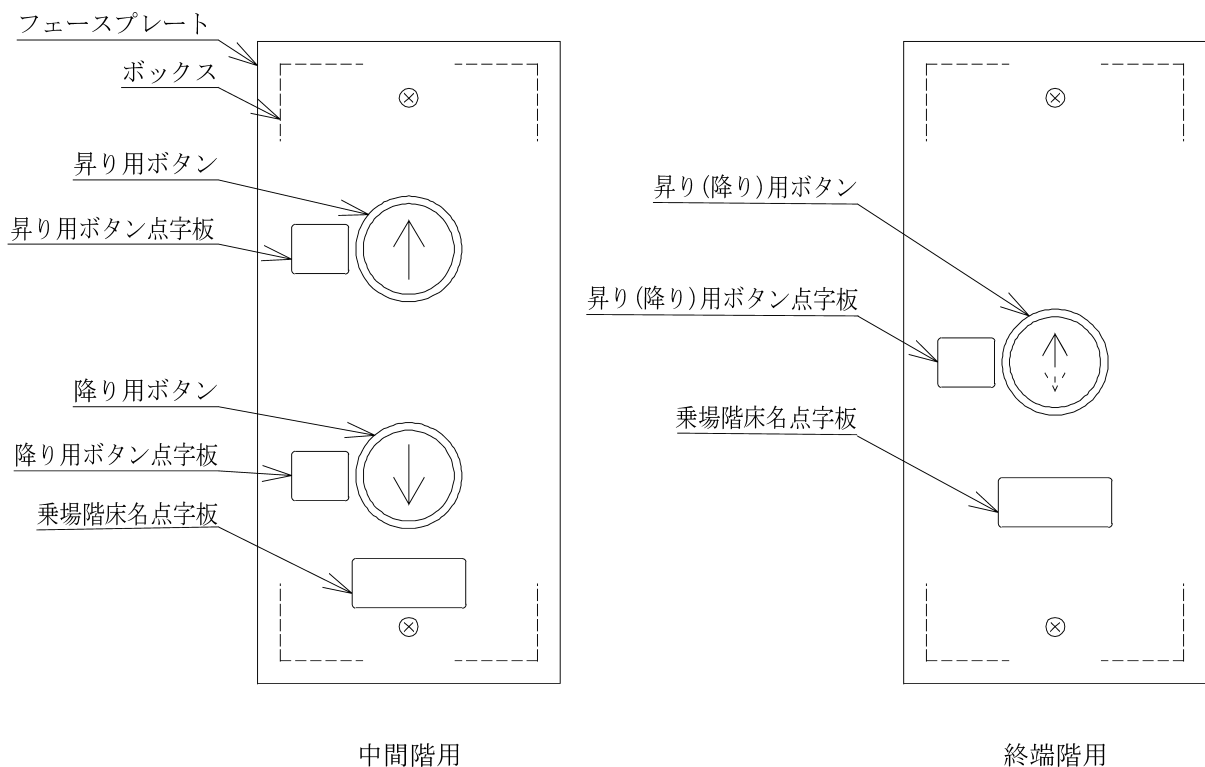 フェースプレート
ボックス
昇り用ボタン
昇り用ボタン点字板
降り用ボタン
降り用ボタン点字板
乗場階床名点字板
中間階用
昇り(降り)用ボタン
昇り(降り)用ボタン点字板
乗場階床名点字板
終端階用